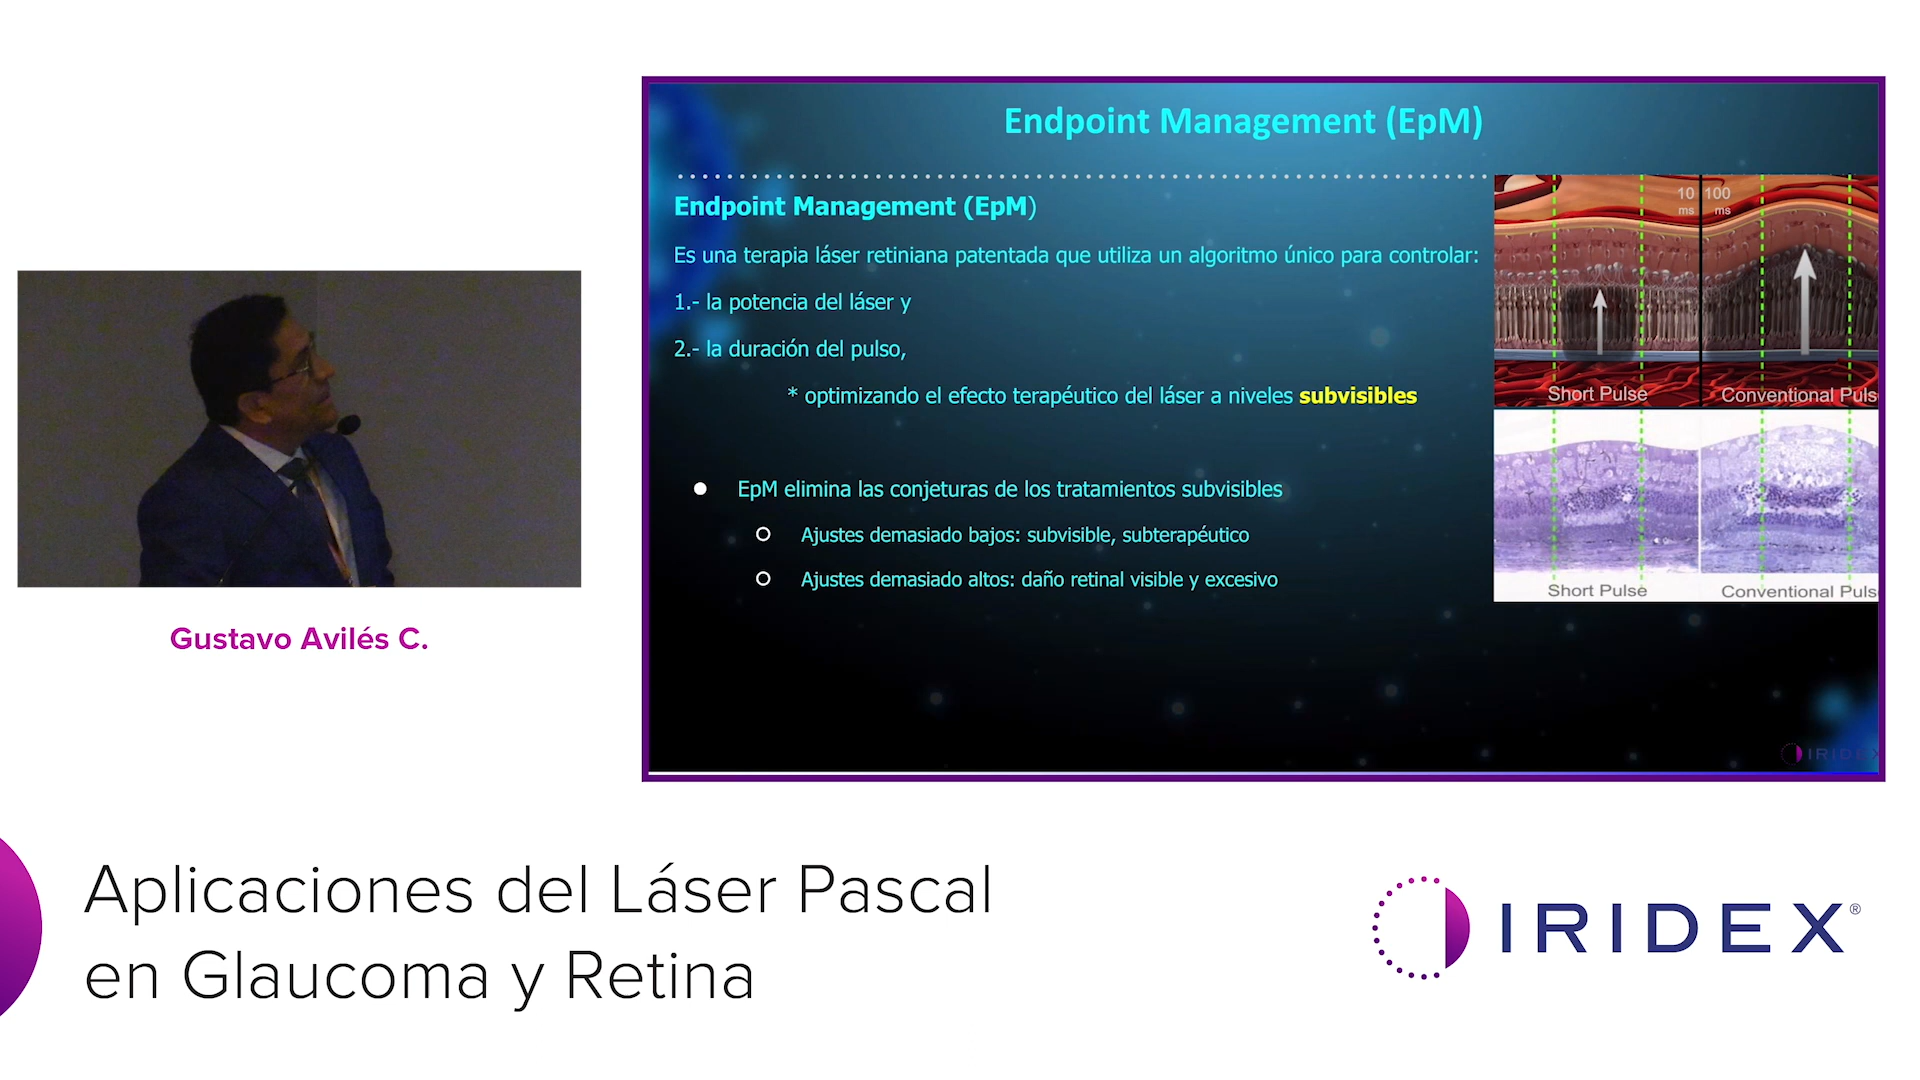 Endpoint Management (EpM)
Endpoint Management (EpM)
Es una terapia láser retiniana patentada que utiliza un algoritmo único para controlar:
1.- la potencia del láser y
2.- la duración del pulso,
* optimizando el efecto terapéutico del láser a niveles subvisibles
EpM elimina las conjeturas de los tratamientos subvisibles
Ajustes demasiado bajos: subvisible, subterapéutico
Ajustes demasiado altos: daño retinal visible y excesivo
10 100
ms ms
Short Pulse
Conventional Puls
Short Pulse
Conventional Puls
IRIDEX
Gustavo Avilés C.
Aplicaciones del Láser Pascal
en Glaucoma y Retina
IRIDEX®